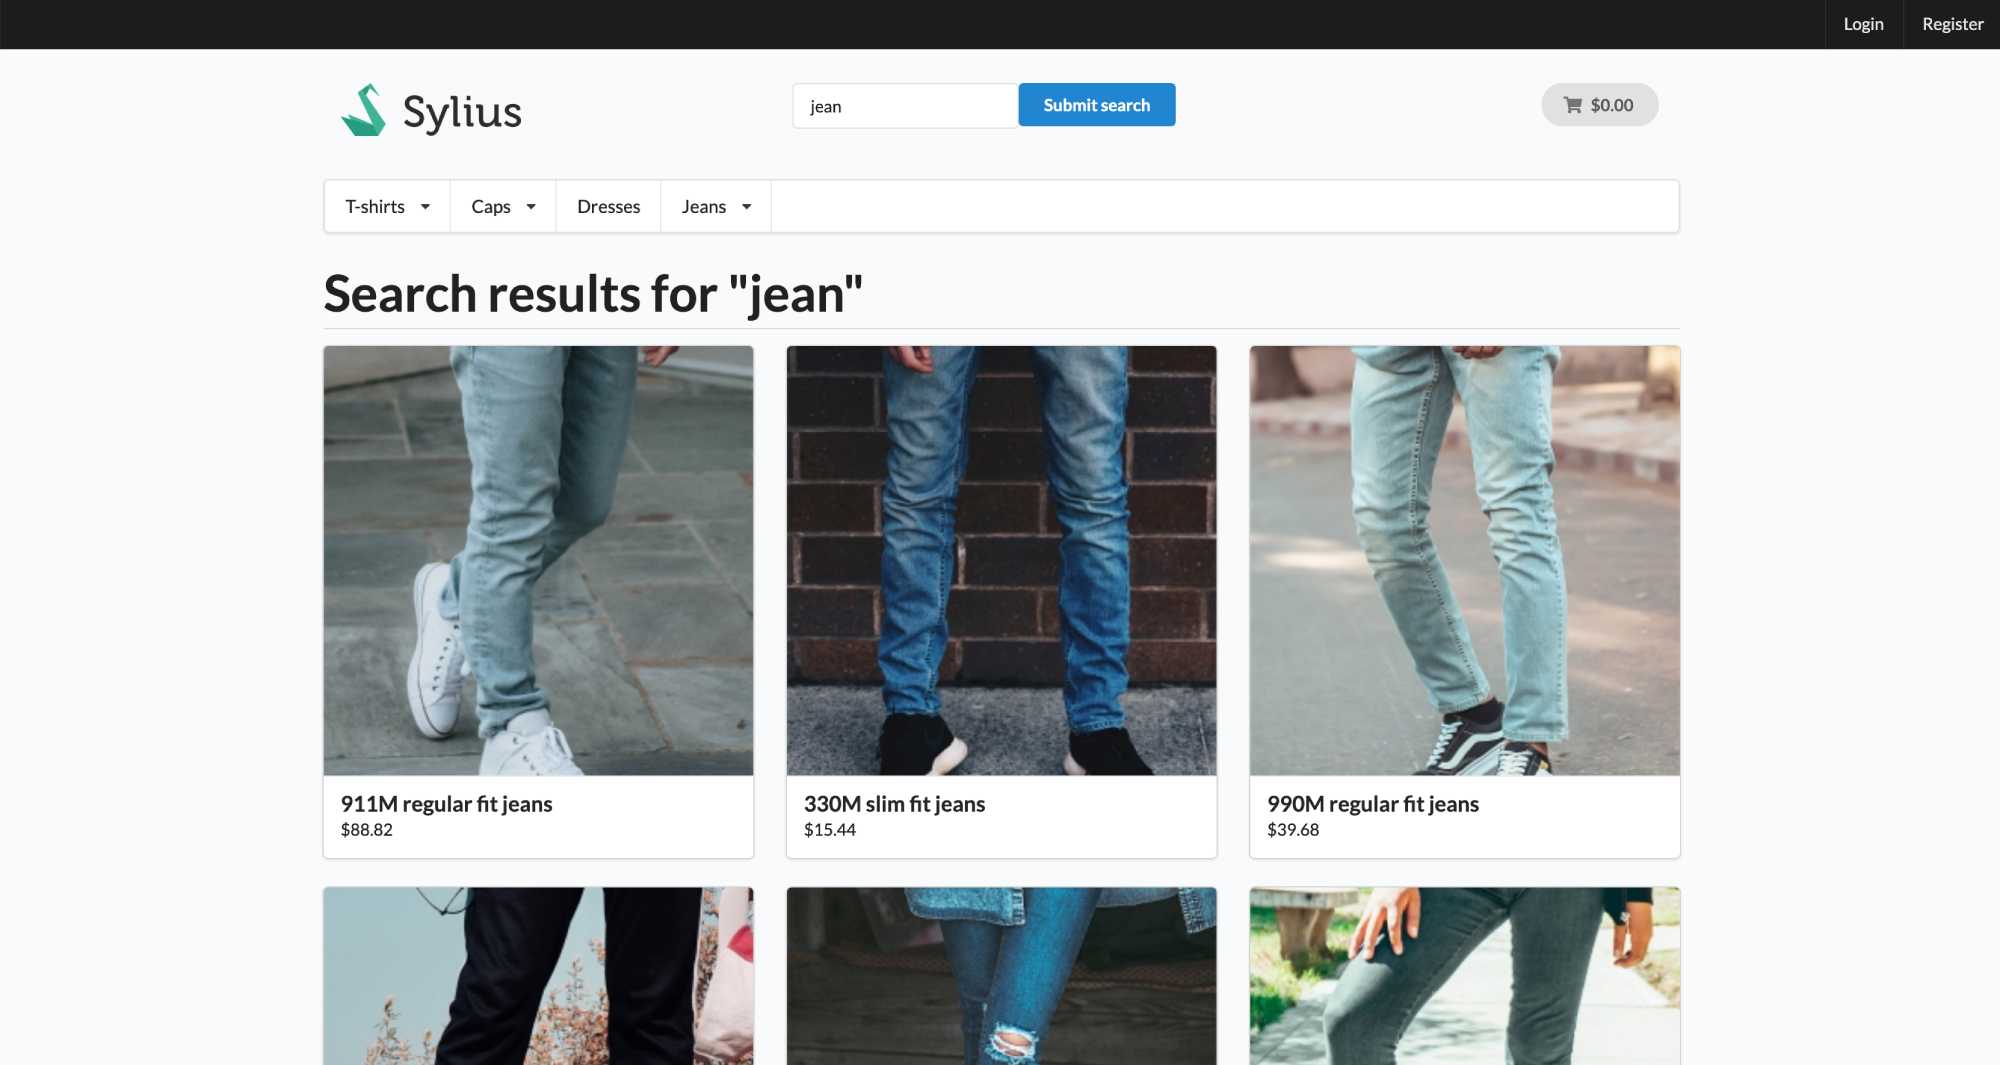 Login Register
Sylius
jean
Submit search
$0.00
T-shirts Caps Dresses Jeans
Search results for "jean"
911M regular fit jeans
$88.82
330M slim fit jeans
$15.44
990M regular fit jeans
$39.68